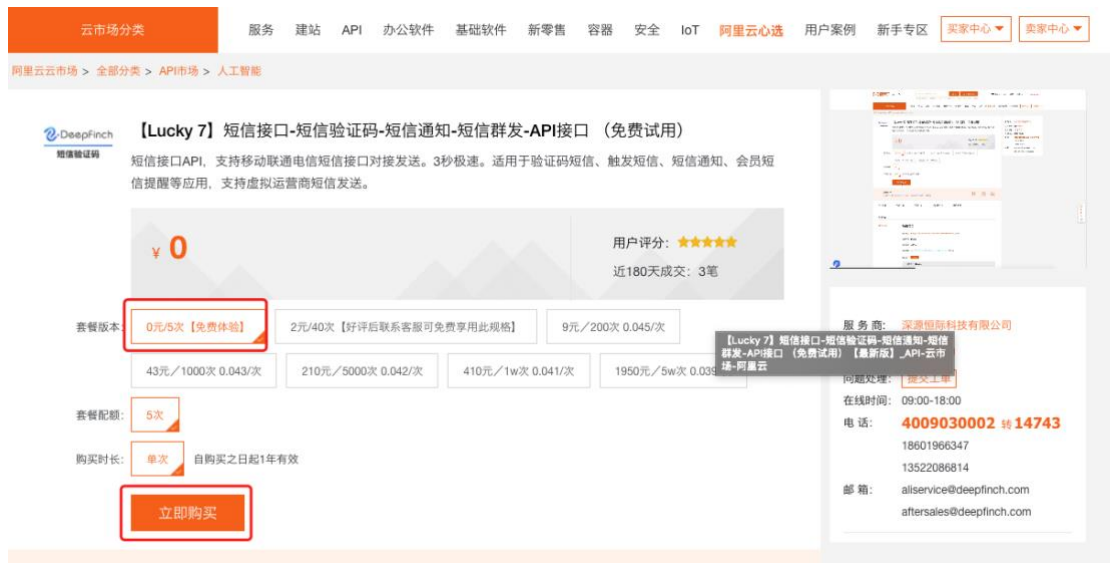 云市场分类 服务 建站 API 办公软件 基础软件 新零售 容器 安全 IoT 阿里云心选 用户案例 新手专区 买家中心 卖家中心
阿里云云市场 > 全部分类 > API市场 > 人工智能
DeepFinch
短信验证码
【Lucky 7】短信接口-短信验证码-短信通知-短信群发-API接口 （免费试用）
短信接口API，支持移动联通电信短信接口对接发送。3秒极速。适用于验证码短信、触发短信、短信通知、会员短
信提醒等应用，支持虚拟运营商短信发送。
¥ 0
用户评分：
近180天成交：3笔
套餐版本：
0元/5次【免费体验】 2元/40次【好评后联系客服可免费享用此规格】 9元／200次 0.045/次
43元／1000次 0.043/次 210元／5000次 0.042/次 410元／1w次 0.041/次 1950元／5w次 0.039
套餐配额： 5次
购买时长： 单次 自购买之日起1年有效
立即购买
服 务 商： 深源恒际科技有限公司
【Lucky 7】短信接口-短信验证码-短信通知-短信
群发-API接口 （免费试用）【最新版】_API-云市
场-阿里云
问题处理： 提交工单
在线时间： 09:00-18:00
电 话： 4009030002 转 14743
18601966347
13522086814
邮 箱： aliservice@deepfinch.com
aftersales@deepfinch.com